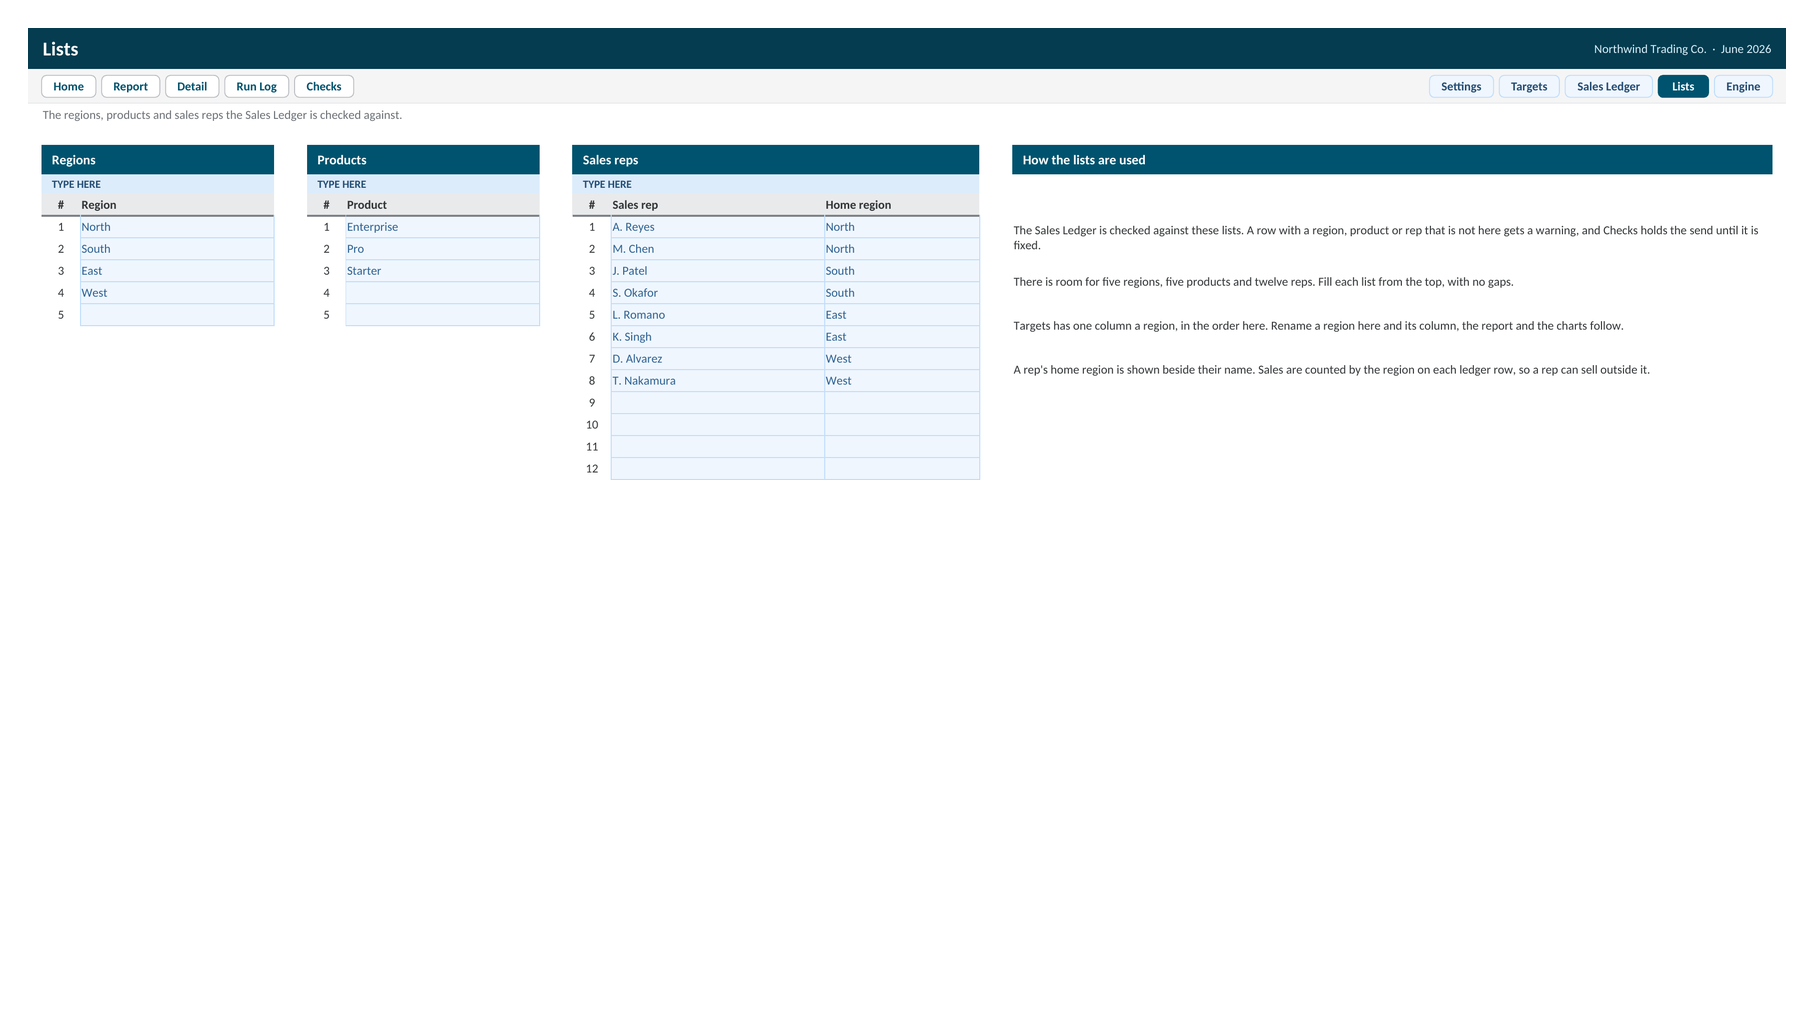 Lists
Northwind Trading Co. · June 2026
Home Report Detail Run Log Checks
Settings Targets Sales Ledger Lists Engine
The regions, products and sales reps the Sales Ledger is checked against.
Regions
TYPE HERE
# Region
1 North
2 South
3 East
4 West
5
Products
TYPE HERE
# Product
1 Enterprise
2 Pro
3 Starter
4
5
Sales reps
TYPE HERE
# Sales rep Home region
1 A. Reyes North
2 M. Chen North
3 J. Patel South
4 S. Okafor South
5 L. Romano East
6 K. Singh East
7 D. Alvarez West
8 T. Nakamura West
9
10
11
12
How the lists are used
The Sales Ledger is checked against these lists. A row with a region, product or rep that is not here gets a warning, and Checks holds the send until it is
fixed.
There is room for five regions, five products and twelve reps. Fill each list from the top, with no gaps.
Targets has one column a region, in the order here. Rename a region here and its column, the report and the charts follow.
A rep's home region is shown beside their name. Sales are counted by the region on each ledger row, so a rep can sell outside it.